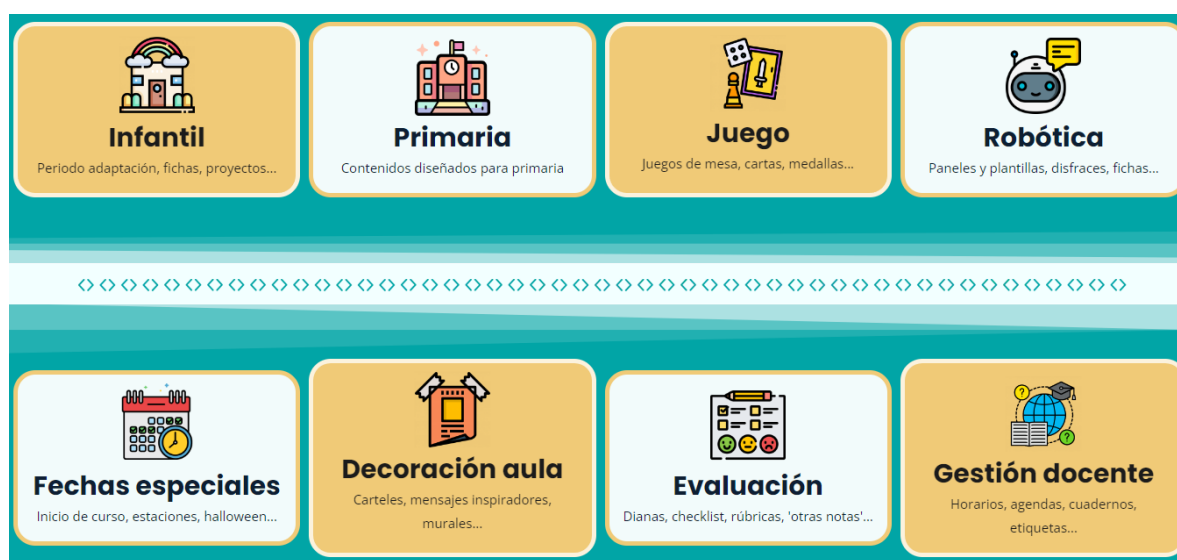 Infantil
Periodo adaptación, fichas, proyectos...
Primaria
Contenidos diseñados para primaria
Juego
Juegos de mesa, cartas, medallas...
Robótica
Paneles y plantillas, disfraces, fichas...
Fechas especiales
Inicio de curso, estaciones, halloween...
Decoración aula
Carteles, mensajes inspiradores,
murales...
Evaluación
Dianas, checklist, rúbricas, 'otras notas'...
Gestión docente
Horarios, agendas, cuadernos,
etiquetas...